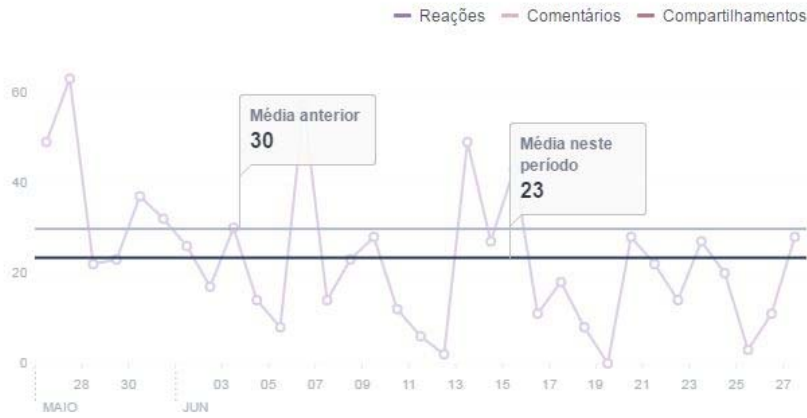 Reações Comentários Compartilhamentos
60
Média anterior
30
Média neste
período
23
40
20
0
28 30 03 05 07 09 11 13 15 17 19 21 23 25 27
MAIO JUN